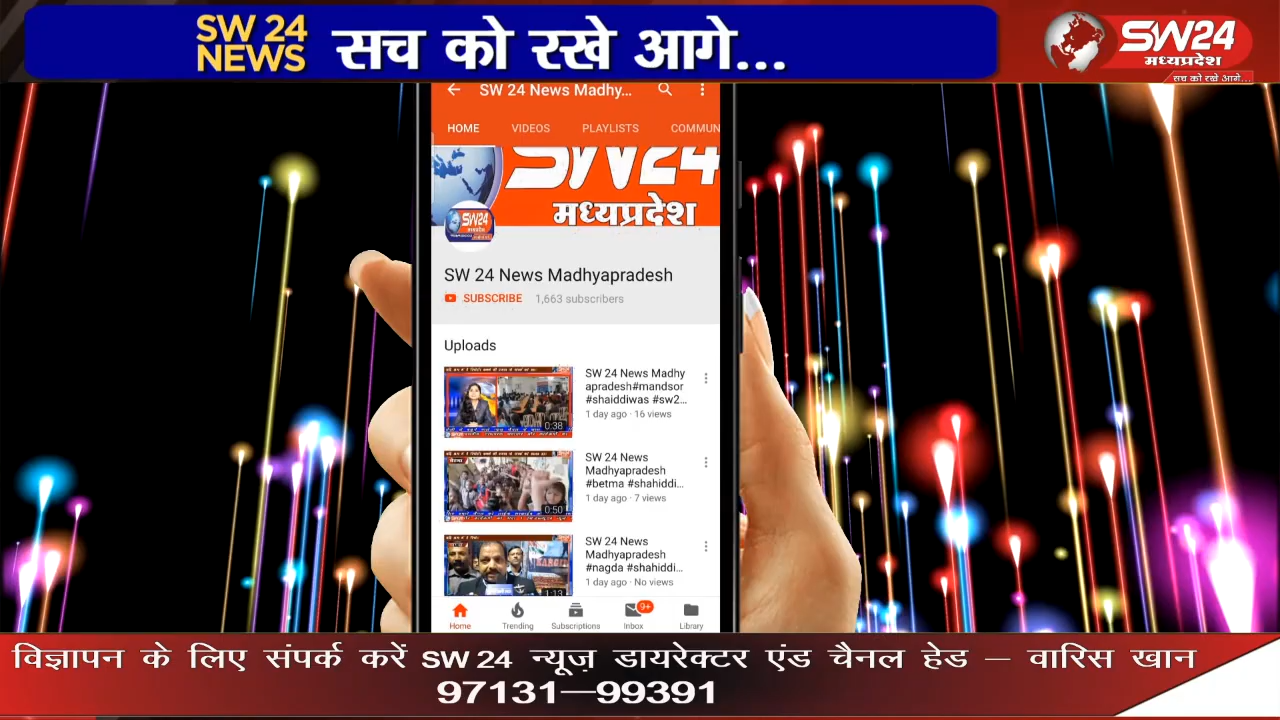 SW 24
NEWS
सच को रखे आगे...
SW24
मध्यप्रदेश
सच को रखे आगे...
SW 24 News Madhy...
HOME VIDEOS PLAYLISTS COMMUN
SW24
मध्यप्रदेश
SW24
SW 24 News Madhyapradesh
SUBSCRIBE 1,663 subscribers
Uploads
SW 24 News Madhy
apradesh#mandsor
#shaiddiwas #sw2...
1 day ago · 16 views
0:38
SW 24 News
Madhyapradesh
#betma #shahiddi...
1 day ago · 7 views
0:50
SW 24 News
Madhyapradesh
#nagda #shahiddi...
1 day ago · No views
1:13
9+
Home Trending Subscriptions Inbox Library
विज्ञापन के लिए संपर्क करें SW 24 न्यूज़ डायरेक्टर एंड चैनल हेड – वारिस खान
97131—99391